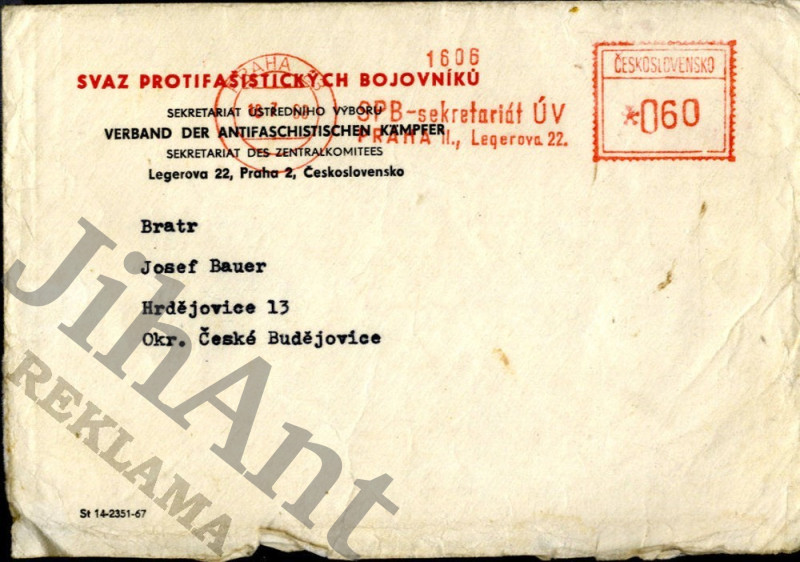 1606
SVAZ PROTIFAŠISTICKÝCH BOJOVNÍKŮ
SEKRETARIÁT ÚSTŘEDNÍHO VÝBORU
VERBAND DER ANTIFASCHISTISCHEN KÄMPFER
SEKRETARIAT DES ZENTRALKOMITEES
Legerova 22, Praha 2, Československo
PRAHA
SPB-sekretariát ÚV
PRAHA II., Legerova 22.
ČESKOSLOVENSKO
*060
Bratr
Josef Bauer
Hrdějovice 13
Okr. České Budějovice
JihAnt
REKLAMA
St 14-2351-67